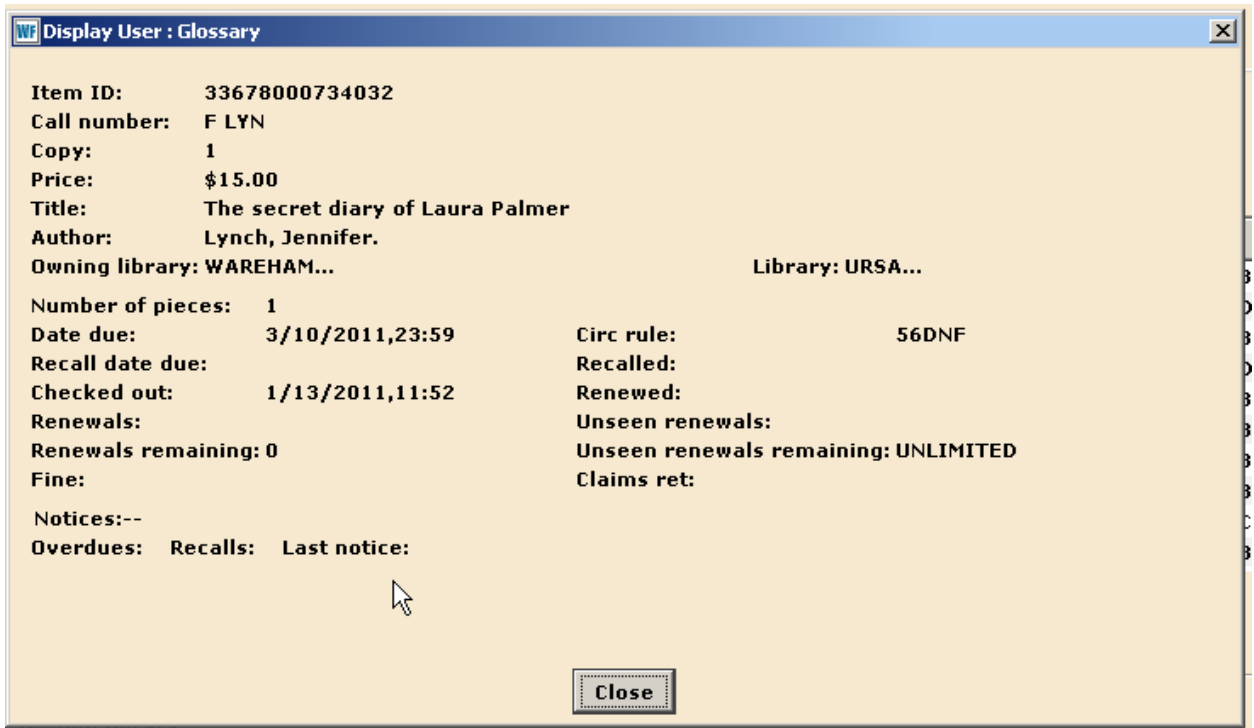 WF Display User : Glossary
Item ID: 33678000734032
Call number: F LYN
Copy: 1
Price: $15.00
Title: The secret diary of Laura Palmer
Author: Lynch, Jennifer.
Owning library: WAREHAM... Library: URSA...
Number of pieces: 1
Date due: 3/10/2011,23:59 Circ rule: 56DNF
Recall date due: Recalled:
Checked out: 1/13/2011,11:52 Renewed:
Renewals: Unseen renewals:
Renewals remaining: 0 Unseen renewals remaining: UNLIMITED
Fine: Claims ret:
Notices:--
Overdues: Recalls: Last notice:
Close